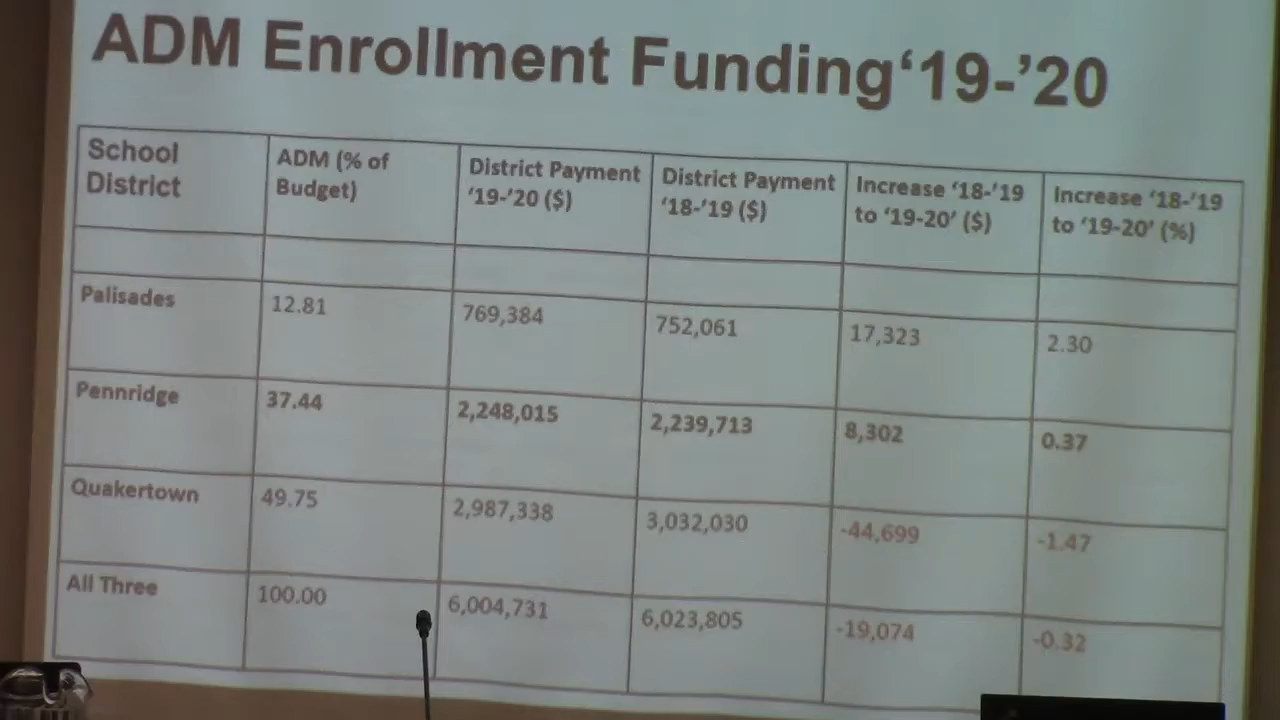 ADM Enrollment Funding‘19-’20
School District
ADM (% of Budget)
District Payment ‘19-’20 ($)
District Payment ‘18-’19 ($)
Increase ‘18-’19 to ‘19-20’ ($)
Increase ‘18-’19 to ‘19-20’ (%)
Palisades 12.81 769,384 752,061 17,323 2.30
Pennridge 37.44 2,248,015 2,239,713 8,302 0.37
Quakertown 49.75 2,987,338 3,032,030 -44,699 -1.47
All Three 100.00 6,004,731 6,023,805 -19,074 -0.32